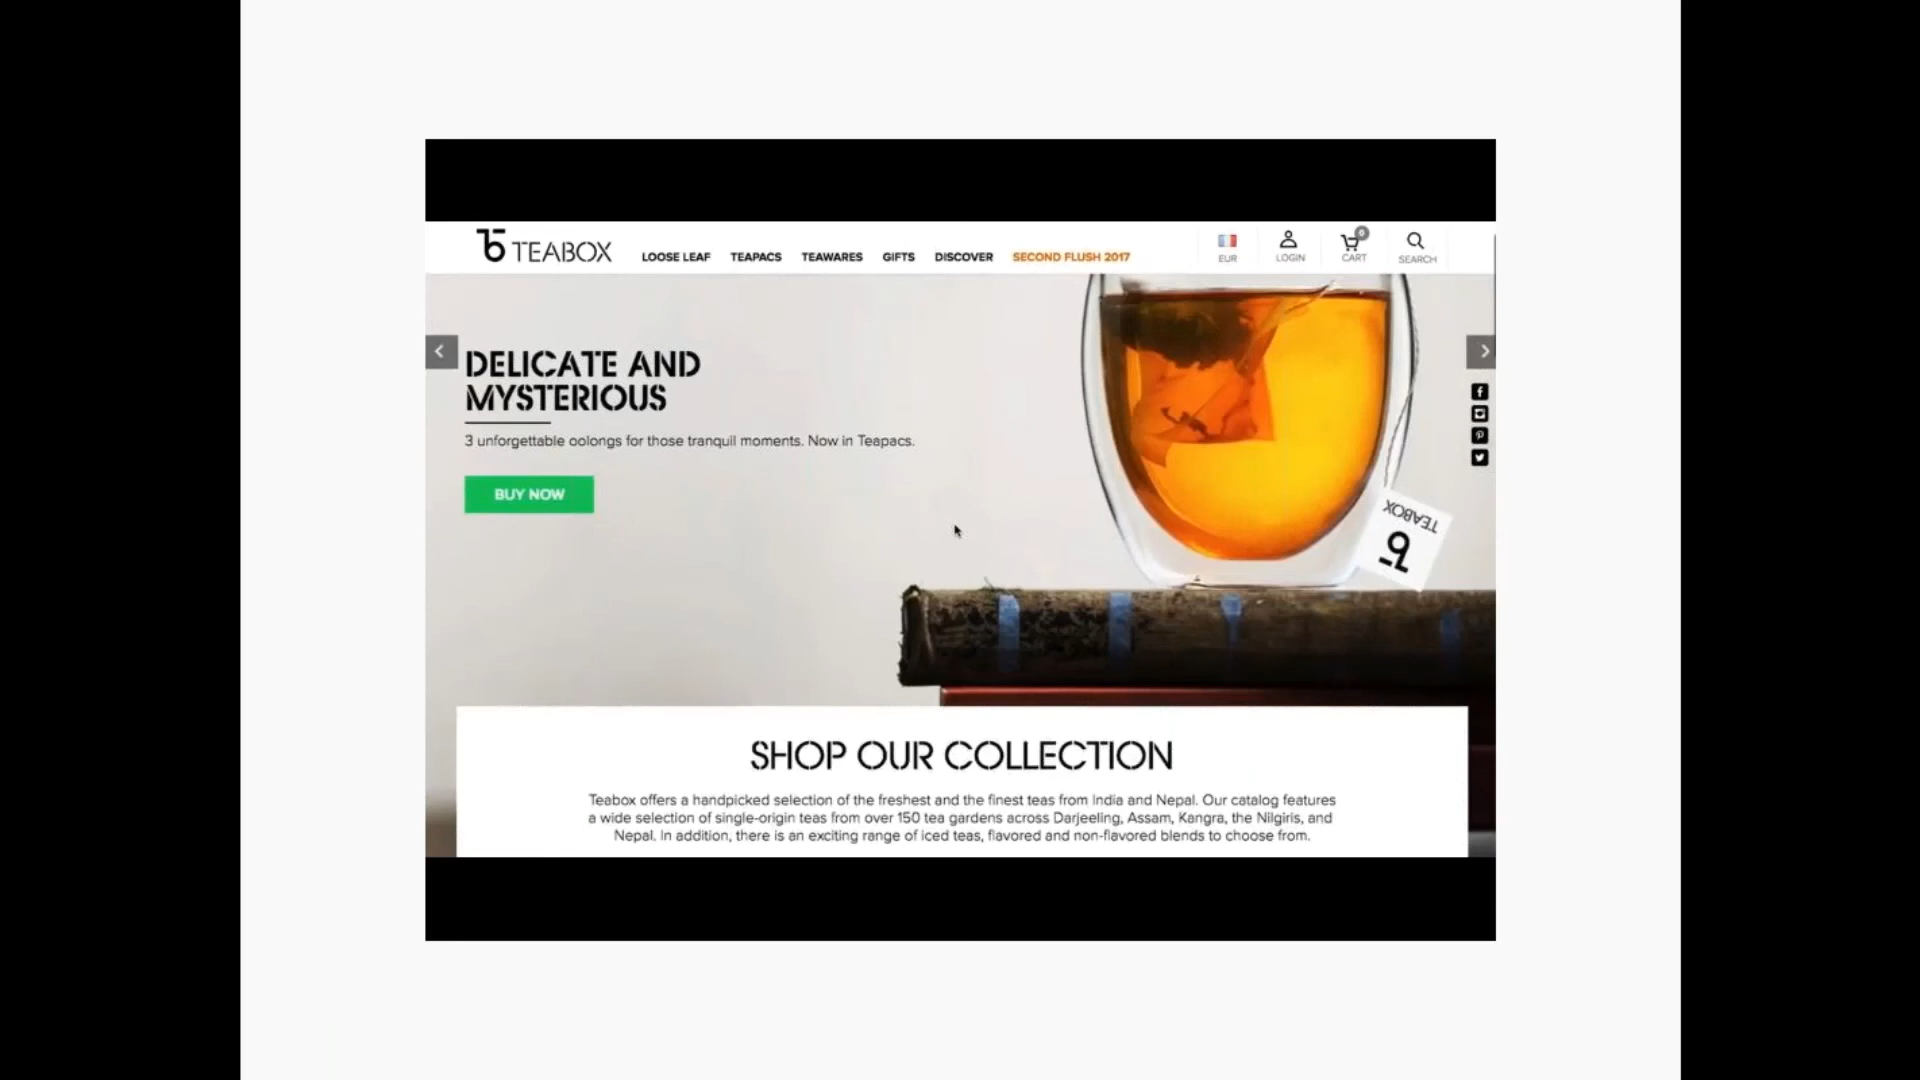 TEABOX
LOOSE LEAF TEAPACS TEAWARES GIFTS DISCOVER SECOND FLUSH 2017
EUR LOGIN 0 CART SEARCH
DELICATE AND
MYSTERIOUS
3 unforgettable oolongs for those tranquil moments. Now in Teapacs.
BUY NOW
TEABOX
SHOP OUR COLLECTION
Teabox offers a handpicked selection of the freshest and the finest teas from India and Nepal. Our catalog features
a wide selection of single-origin teas from over 150 tea gardens across Darjeeling, Assam, Kangra, the Nilgiris, and
Nepal. In addition, there is an exciting range of iced teas, flavored and non-flavored blends to choose from.